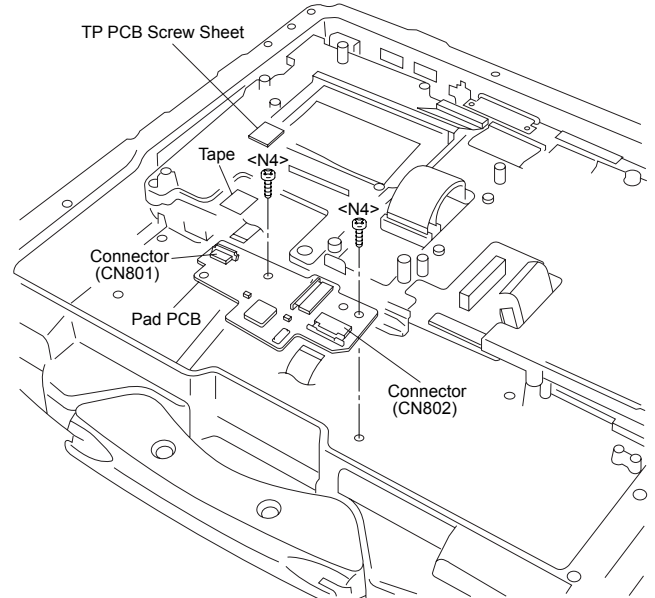 TP PCB Screw Sheet
Tape
<N4>
<N4>
Connector
(CN801)
Pad PCB
Connector
(CN802)